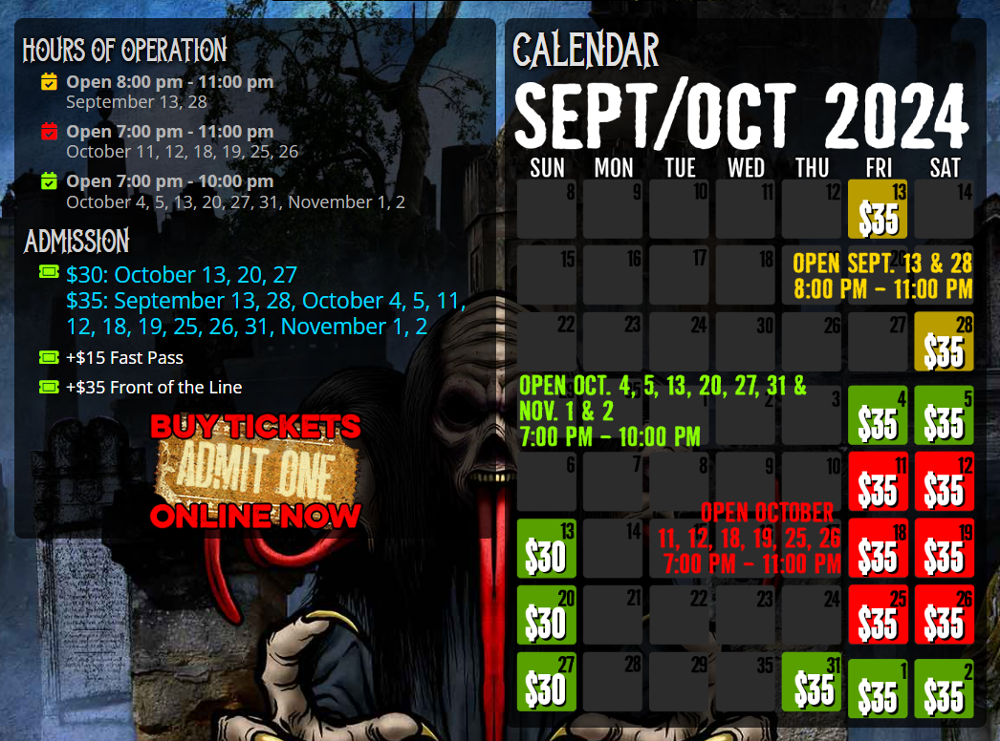 HOURS OF OPERATION
Open 8:00 pm - 11:00 pm
September 13, 28
Open 7:00 pm - 11:00 pm
October 11, 12, 18, 19, 25, 26
Open 7:00 pm - 10:00 pm
October 4, 5, 13, 20, 27, 31, November 1, 2
ADMISSION
$30: October 13, 20, 27
$35: September 13, 28, October 4, 5, 11,
12, 18, 19, 25, 26, 31, November 1, 2
+$15 Fast Pass
+$35 Front of the Line
BUY TICKETS
ADMIT ONE
ONLINE NOW
CALENDAR
SEPT/OCT 2024
SUN MON TUE WED THU FRI SAT
8 9 10 11 12 13 14
$35
15 16 17 18
OPEN SEPT. 13 & 28
8:00 PM - 11:00 PM
22 23 24 30 26 27 28
$35
OPEN OCT. 4, 5, 13, 20, 27, 31 &
NOV. 1 & 2
7:00 PM - 10:00 PM
2 3 4 5
$35 $35
6 7 8 9 10 11 12
$35 $35
OPEN OCTOBER
11, 12, 18, 19, 25, 26
7:00 PM - 11:00 PM
13 14 18 19
$30 $35 $35
20 21 22 23 24 25 26
$30 $35 $35
27 28 29 35 31 1 2
$30 $35 $35 $35